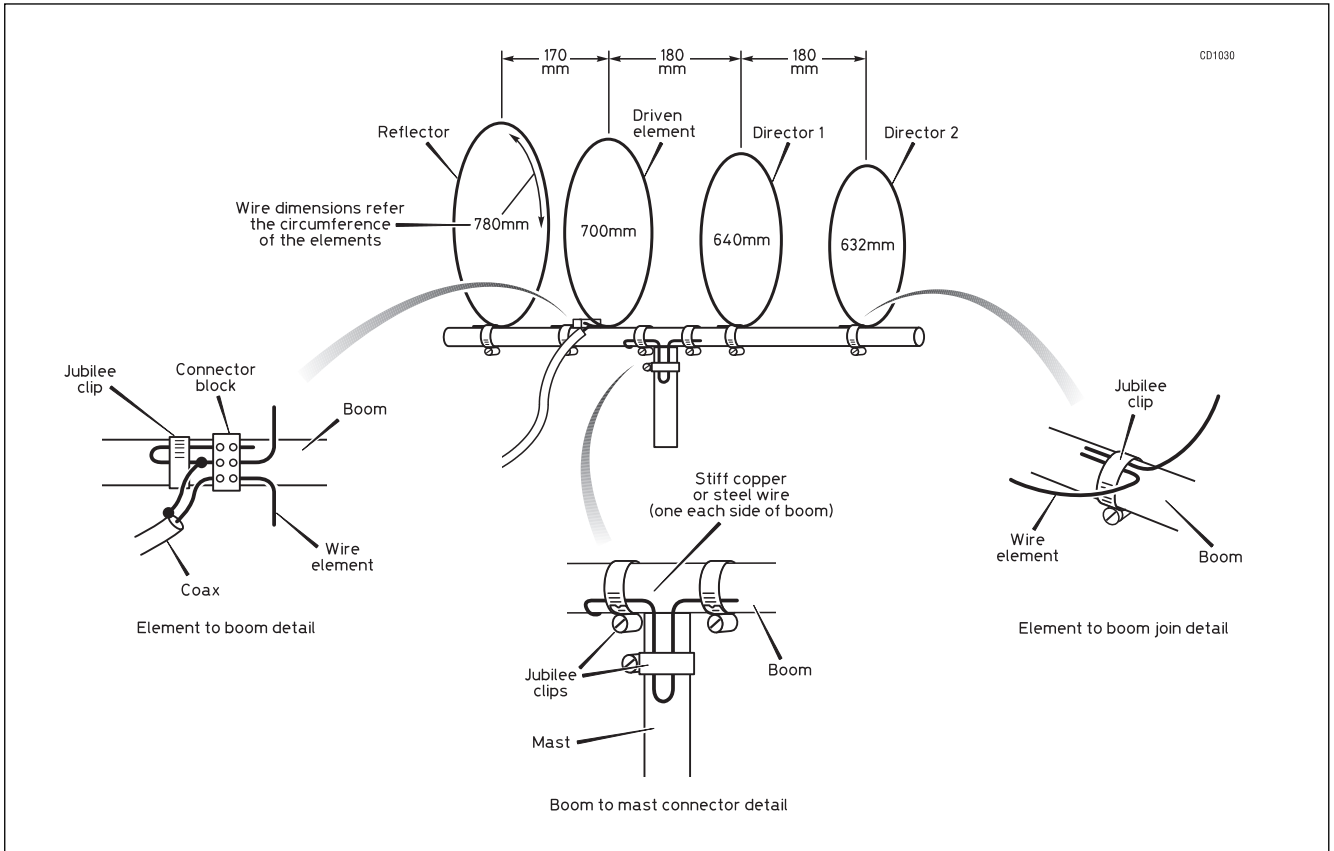 170
mm
180
mm
180
mm
CD1030
Reflector
Driven
element
Director 1
Director 2
Wire dimensions refer
the circumference
of the elements
780mm
700mm
640mm
632mm
Jubilee
clip
Connector
block
Boom
Wire
element
Coax
Element to boom detail
Stiff copper
or steel wire
(one each side of boom)
Jubilee
clips
Boom
Mast
Boom to mast connector detail
Jubilee
clip
Wire
element
Boom
Element to boom join detail